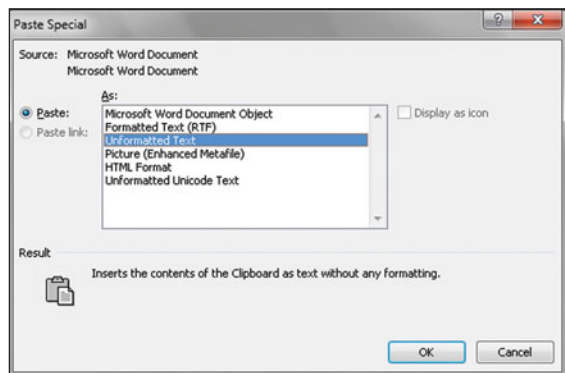 Paste Special
Source: Microsoft Word Document
Microsoft Word Document
As:
Paste:
Paste link:
Microsoft Word Document Object
Formatted Text (RTF)
Unformatted Text
Picture (Enhanced Metafile)
HTML Format
Unformatted Unicode Text
Display as icon
Result
Inserts the contents of the Clipboard as text without any formatting.
OK Cancel